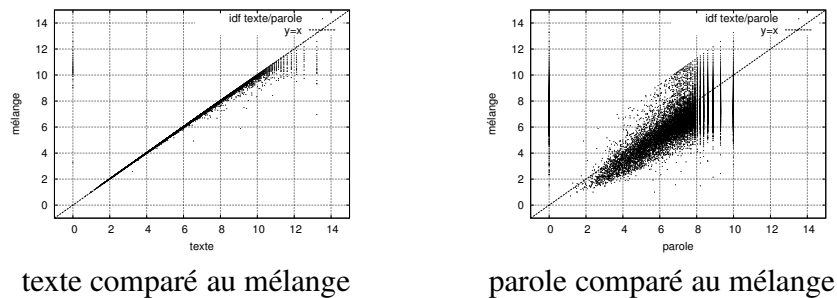 idf texte/parole
y=x
14
12
10
8
6
4
2
0
mélange
0 2 4 6 8 10 12 14
texte
texte comparé au mélange
idf texte/parole
y=x
14
12
10
8
6
4
2
0
mélange
0 2 4 6 8 10 12 14
parole
parole comparé au mélange